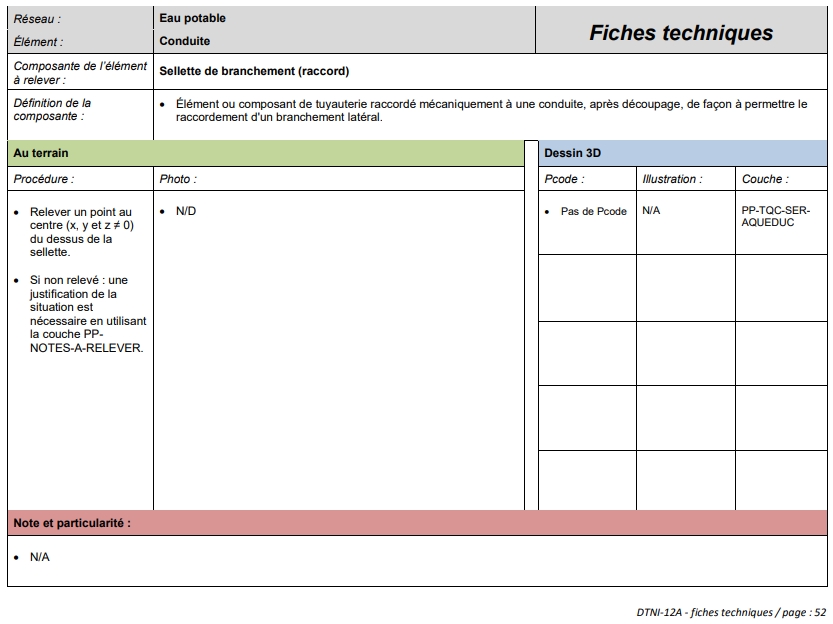 Réseau :
Eau potable
Fiches techniques
Élément :
Conduite
Composante de l'élément
à relever :
Sellette de branchement (raccord)
Définition de la
composante :
• Élément ou composant de tuyauterie raccordé mécaniquement à une conduite, après découpage, de façon à permettre le
raccordement d'un branchement latéral.
Au terrain
Dessin 3D
Procédure :
Photo :
Pcode :
Illustration :
Couche :
• Relever un point au
centre (x, y et z ≠ 0)
du dessus de la
sellette.
• Si non relevé : une
justification de la
situation est
nécessaire en utilisant
la couche PP-
NOTES-A-RELEVER.
• N/D
• Pas de Pcode
N/A
PP-TQC-SER-
AQUEDUC
Note et particularité :
• N/A
DTNI-12A - fiches techniques / page : 52